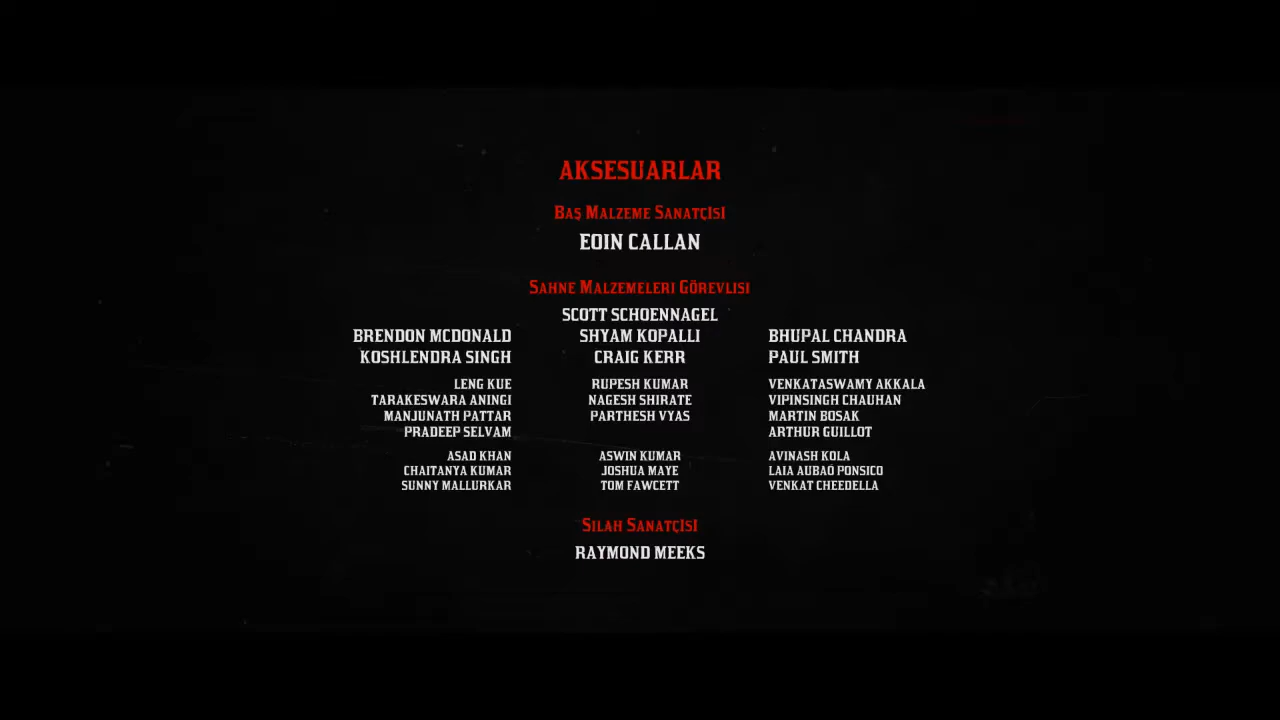 AKSESUARLAR
Baş Malzeme Sanatçisi
EOIN CALLAN
Sahne Malzemeleri Görevlisi
SCOTT SCHOENNAGEL
BRENDON MCDONALD SHYAM KOPALLI BHUPAL CHANDRA
KOSHLENDRA SINGH CRAIG KERR PAUL SMITH
LENG KUE RUPESH KUMAR VENKATASWAMY AKKALA
TARAKESWARA ANINGI NAGESH SHIRATE VIPINSINGH CHAUHAN
MANJUNATH PATTAR PARTHESH VYAS MARTIN BOSAK
PRADEEP SELVAM ARTHUR GUILLOT
ASAD KHAN ASWIN KUMAR AVINASH KOLA
CHAITANYA KUMAR JOSHUA MAYE LAIA AUBAÓ PONSICO
SUNNY MALLURKAR TOM FAWCETT VENKAT CHEEDELLA
Silah Sanatçisi
RAYMOND MEEKS